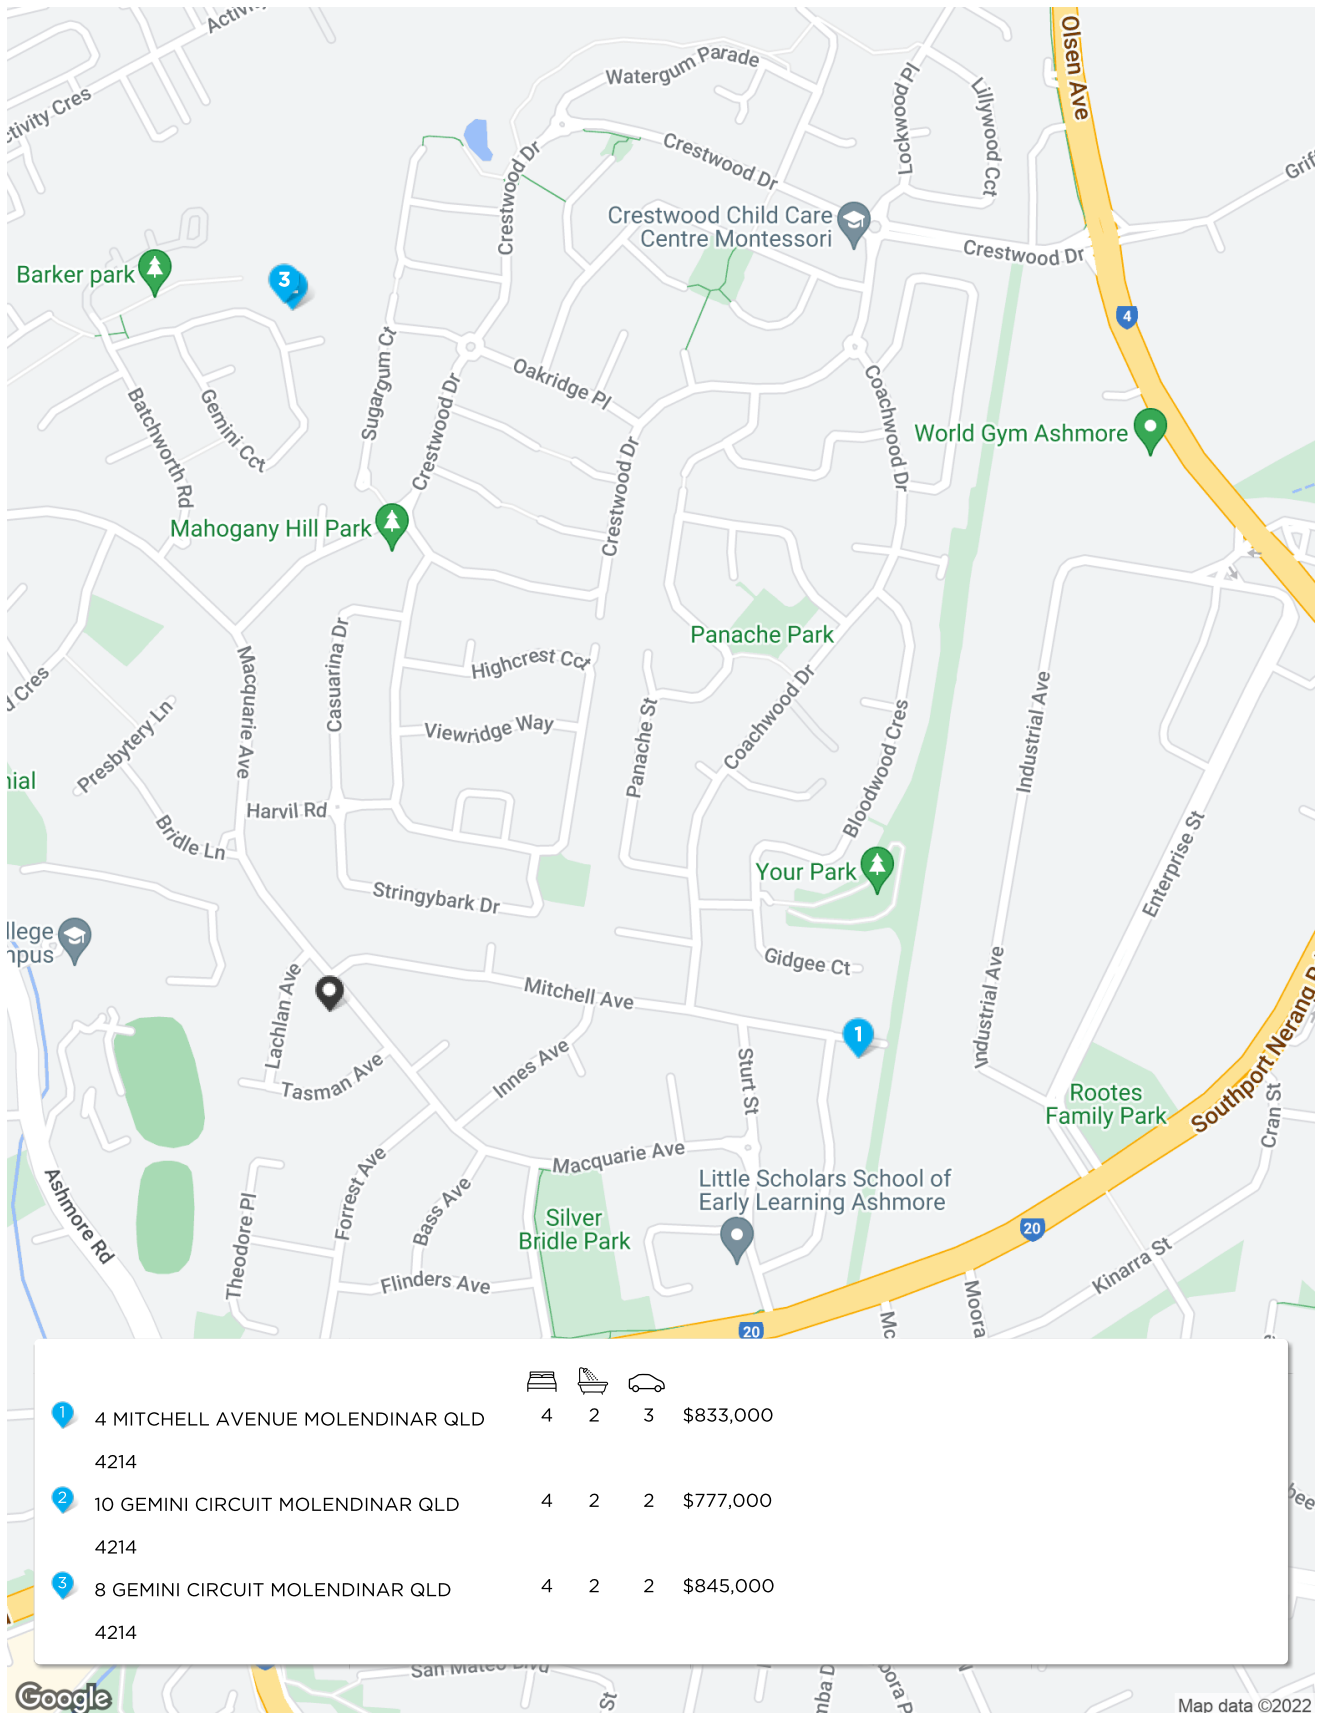 Activity
Olsen Ave
Watergum Parade
Lockwood Pl
Lillywood Cct
Crestwood Dr
Crestwood Dr
Crestwood Child Care
Centre Montessori
Crestwood Dr
Barker park
3
4
Sugargum Ct
Oakridge Pl
Coachwood Dr
Batchworth Rd
Gemini Cct
Crestwood Dr
World Gym Ashmore
Crestwood Dr
Mahogany Hill Park
Panache Park
Casuarina Dr
Macquarie Ave
Highcrest Cct
Viewridge Way
Panache St
Coachwood Dr
Bloodwood Cres
Industrial Ave
Presbytery Ln
Harvil Rd
Bridle Ln
Enterprise St
Your Park
Stringybark Dr
Gidgee Ct
Mitchell Ave
Lachlan Ave
Industrial Ave
1
Tasman Ave
Innes Ave
Sturt St
Rootes
Family Park
Southport Nerang
Cran St
Macquarie Ave
Forrest Ave
Bass Ave
Theodore Pl
Ashmore Rd
Little Scholars School of
Early Learning Ashmore
Silver
Bridle Park
20
Kinarra St
Flinders Ave
Moora
20
1 4 MITCHELL AVENUE MOLENDINAR QLD 4 2 3 $833,000
4214
2 10 GEMINI CIRCUIT MOLENDINAR QLD 4 2 2 $777,000
4214
3 8 GEMINI CIRCUIT MOLENDINAR QLD 4 2 2 $845,000
4214
Google
Map data ©2022